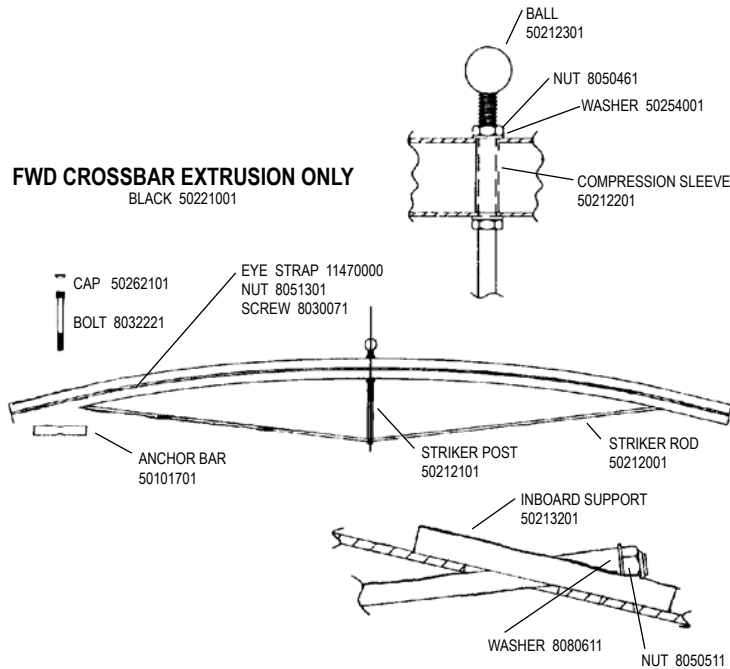 BALL
50212301
NUT 8050461
WASHER 50254001
COMPRESSION SLEEVE
50212201
FWD CROSSBAR EXTRUSION ONLY
BLACK 50221001
CAP 50262101
BOLT 8032221
EYE STRAP 11470000
NUT 8051301
SCREW 8030071
ANCHOR BAR
50101701
STRIKER POST
50212101
STRIKER ROD
50212001
INBOARD SUPPORT
50213201
WASHER 8080611
NUT 8050511